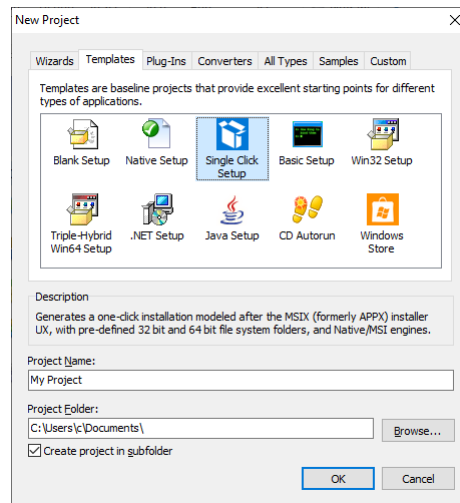 New Project
Wizards Templates Plug-Ins Converters All Types Samples Custom
Templates are baseline projects that provide excellent starting points for different
types of applications.
Blank Setup Native Setup Single Click Setup Basic Setup Win32 Setup
Triple-Hybrid Win64 Setup .NET Setup Java Setup CD Autorun Windows Store
Description
Generates a one-click installation modeled after the MSIX (formerly APPX) installer
UX, with pre-defined 32 bit and 64 bit file system folders, and Native/MSI engines.
Project Name:
My Project
Project Folder:
C:\Users\c\Documents\
Browse...
Create project in subfolder
OK Cancel